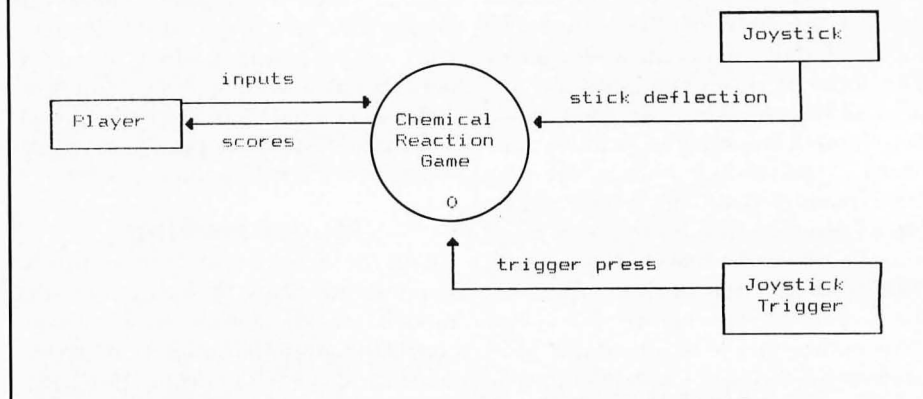 Joystick
inputs
stick deflection
Player
Chemical
Reaction
Game
scores
0
trigger press
Joystick
Trigger